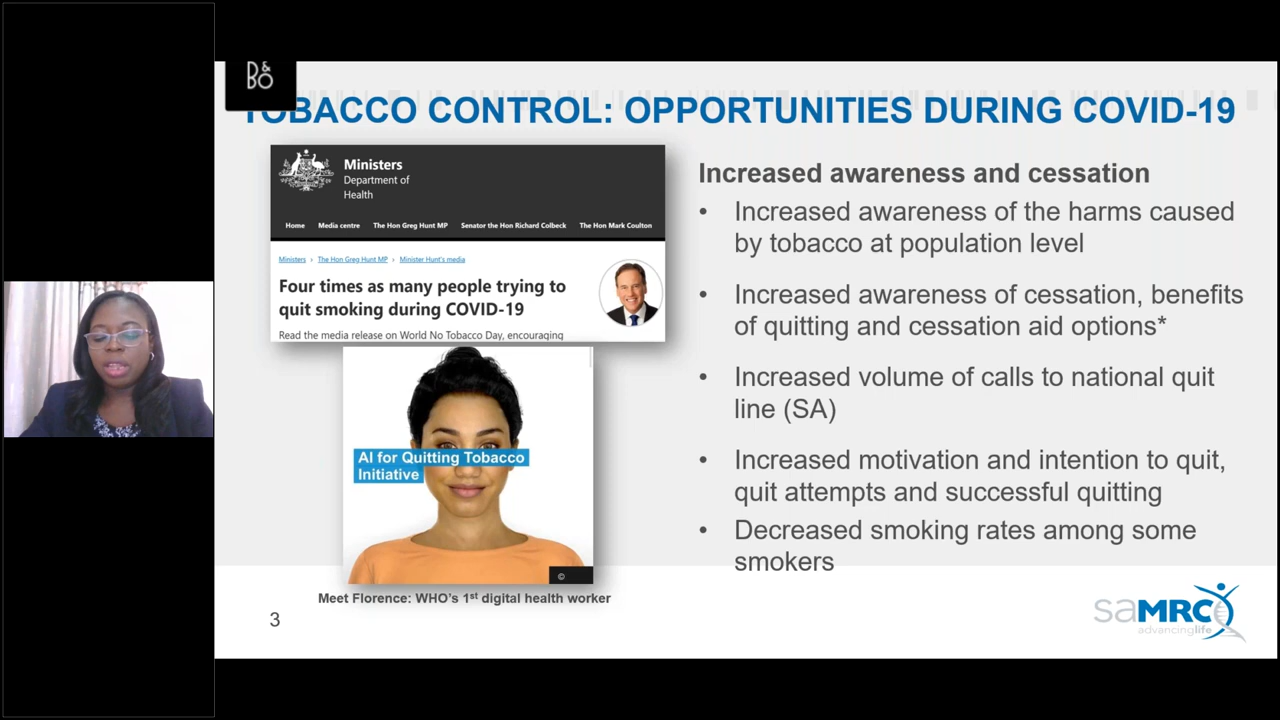 B&
BO
TOBACCO CONTROL: OPPORTUNITIES DURING COVID-19
Ministers
Department of
Health
Home Media centre The Hon Greg Hunt MP Senator the Hon Richard Colbeck The Hon Mark Coulton
Ministers > The Hon Greg Hunt MP > Minister Hunt's media
Four times as many people trying to
quit smoking during COVID-19
Read the media release on World No Tobacco Day, encouraging
AI for Quitting Tobacco
Initiative
©
Meet Florence: WHO's 1st digital health worker
Increased awareness and cessation
• Increased awareness of the harms caused
by tobacco at population level
• Increased awareness of cessation, benefits
of quitting and cessation aid options*
• Increased volume of calls to national quit
line (SA)
• Increased motivation and intention to quit,
quit attempts and successful quitting
• Decreased smoking rates among some
smokers
3
saMRC
advancinglife